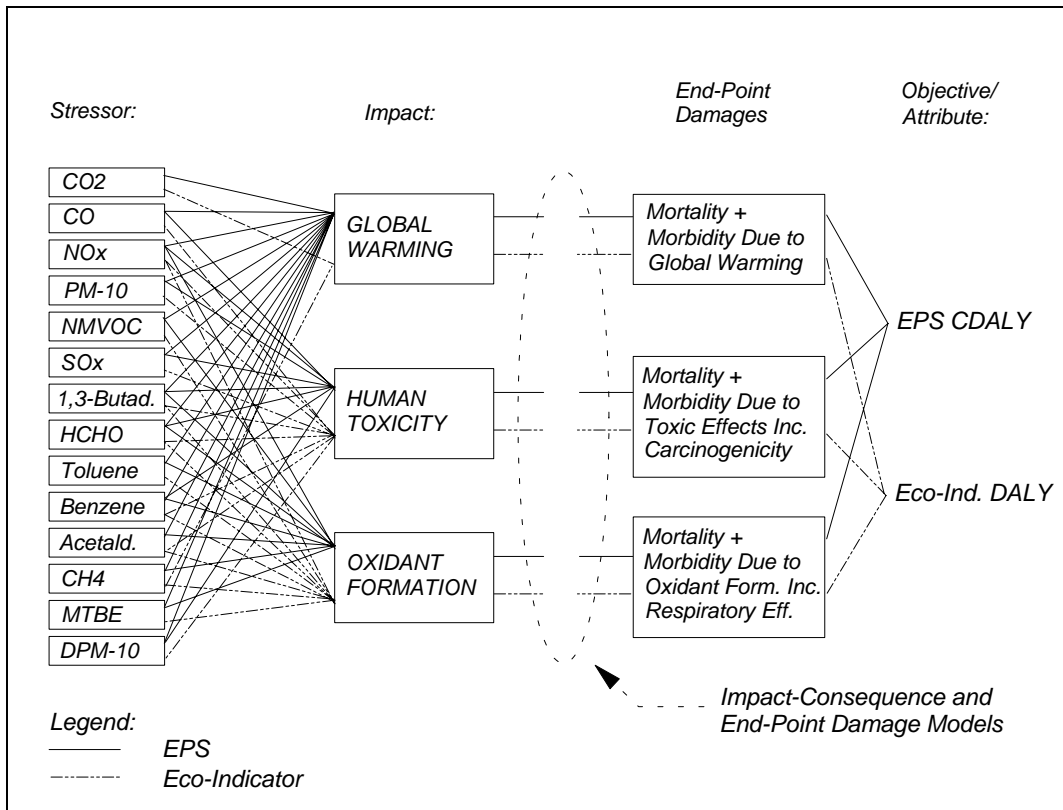 Stressor:
Impact:
End-Point
Damages
Objective/
Attribute:
CO2
CO
NOx
PM-10
NMVOC
SOx
1,3-Butad.
HCHO
Toluene
Benzene
Acetald.
CH4
MTBE
DPM-10
GLOBAL
WARMING
HUMAN
TOXICITY
OXIDANT
FORMATION
Mortality +
Morbidity Due to
Global Warming
Mortality +
Morbidity Due to
Toxic Effects Inc.
Carcinogenicity
Mortality +
Morbidity Due to
Oxidant Form. Inc.
Respiratory Eff.
EPS CDALY
Eco-Ind. DALY
Impact-Consequence and
End-Point Damage Models
Legend:
EPS
Eco-Indicator